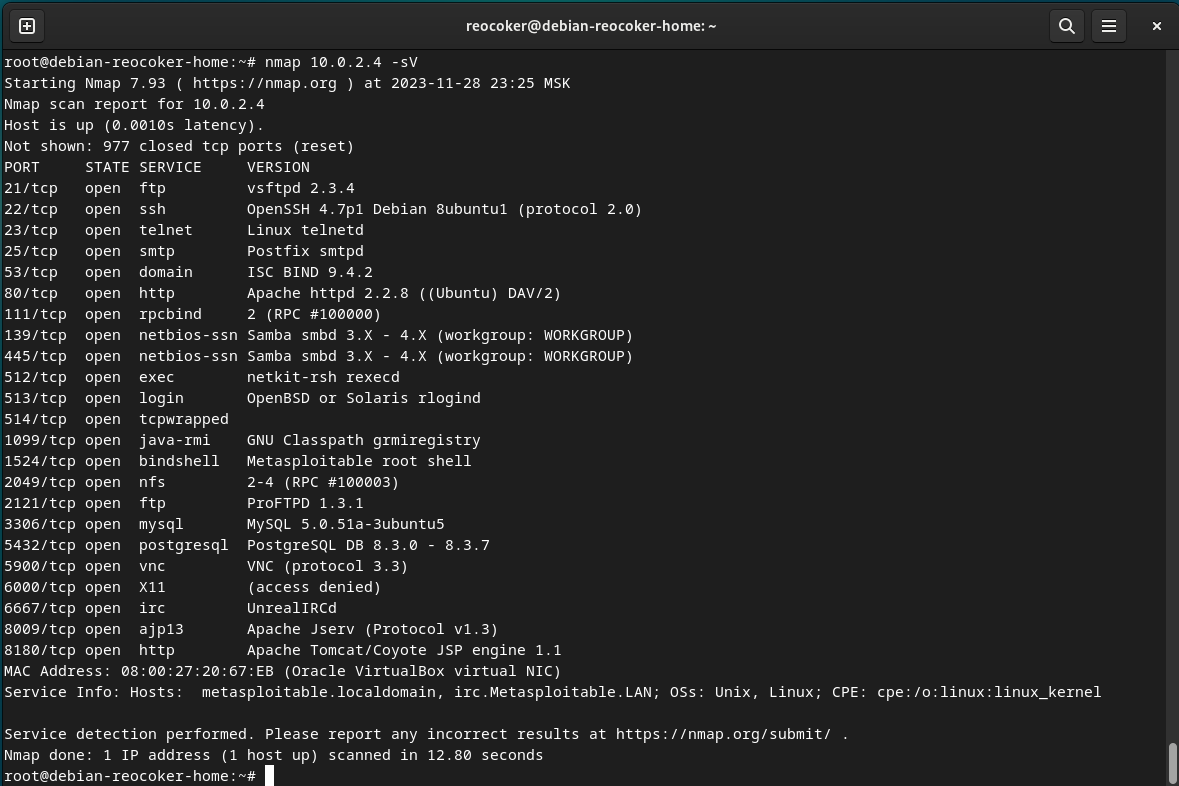 reocoker@debian-reocoker-home: ~
root@debian-reocoker-home:~# nmap 10.0.2.4 -sV
Starting Nmap 7.93 ( https://nmap.org ) at 2023-11-28 23:25 MSK
Nmap scan report for 10.0.2.4
Host is up (0.0010s latency).
Not shown: 977 closed tcp ports (reset)
PORT     STATE SERVICE     VERSION
21/tcp   open  ftp         vsftpd 2.3.4
22/tcp   open  ssh         OpenSSH 4.7p1 Debian 8ubuntu1 (protocol 2.0)
23/tcp   open  telnet      Linux telnetd
25/tcp   open  smtp        Postfix smtpd
53/tcp   open  domain      ISC BIND 9.4.2
80/tcp   open  http        Apache httpd 2.2.8 ((Ubuntu) DAV/2)
111/tcp  open  rpcbind     2 (RPC #100000)
139/tcp  open  netbios-ssn Samba smbd 3.X - 4.X (workgroup: WORKGROUP)
445/tcp  open  netbios-ssn Samba smbd 3.X - 4.X (workgroup: WORKGROUP)
512/tcp  open  exec        netkit-rsh rexecd
513/tcp  open  login       OpenBSD or Solaris rlogind
514/tcp  open  tcpwrapped
1099/tcp open  java-rmi    GNU Classpath grmiregistry
1524/tcp open  bindshell   Metasploitable root shell
2049/tcp open  nfs         2-4 (RPC #100003)
2121/tcp open  ftp         ProFTPD 1.3.1
3306/tcp open  mysql       MySQL 5.0.51a-3ubuntu5
5432/tcp open  postgresql  PostgreSQL DB 8.3.0 - 8.3.7
5900/tcp open  vnc         VNC (protocol 3.3)
6000/tcp open  X11         (access denied)
6667/tcp open  irc         UnrealIRCd
8009/tcp open  ajp13       Apache Jserv (Protocol v1.3)
8180/tcp open  http        Apache Tomcat/Coyote JSP engine 1.1
MAC Address: 08:00:27:20:67:EB (Oracle VirtualBox virtual NIC)
Service Info: Hosts:  metasploitable.localdomain, irc.Metasploitable.LAN; OSs: Unix, Linux; CPE: cpe:/o:linux:linux_kernel
Service detection performed. Please report any incorrect results at https://nmap.org/submit/ .
Nmap done: 1 IP address (1 host up) scanned in 12.80 seconds
root@debian-reocoker-home:~#